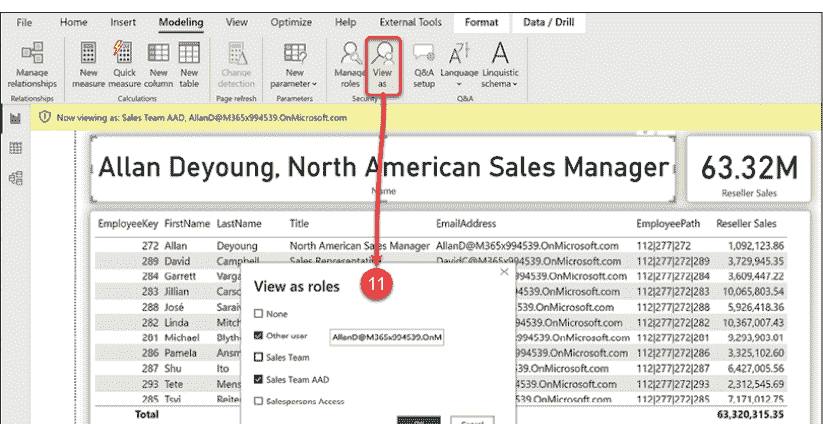 File Home Insert Modeling View Optimize Help External Tools Format Data / Drill
Manage relationships
New measure
Quick measure
New column
New table
Change detection
New parameter
Manage roles
View as
Q&A setup
Language
Linguistic schema
Relationships Calculations Page refresh Parameters Q&A
Now viewing as: Sales Team AAD, AllanD@M365x994539.OnMicrosoft.com
Allan Deyoung, North American Sales Manager
63.32M
Reseller Sales
EmployeeKey FirstName LastName Title EmailAddress EmployeePath Reseller Sales
272 Allan Deyoung North American Sales Manager AllanD@M365x994539.OnMicrosoft.com 112|277|272 1,092,123.86
289 David Campbell Sales Representative DavidC@M365x994539.OnMicrosoft.com 112|277|272|289 3,729,945.35
284 Garrett 994539.OnMicrosoft.com 112|277|272|284 3,609,447.22
283 Jillian 994539.OnMicrosoft.com 112|277|272|283 10,065,803.54
288 José 994539.OnMicrosoft.com 112|277|272|288 5,926,418.36
282 Linda 994539.OnMicrosoft.com 112|277|272|282 10,367,007.43
281 Michael 994539.OnMicrosoft.com 112|277|272|281 9,293,903.01
286 Pamela 994539.OnMicrosoft.com 112|277|272|286 3,325,102.60
287 Shu Ito 994539.OnMicrosoft.com 112|277|272|287 6,427,005.56
293 Tete 994539.OnMicrosoft.com 112|277|272|293 2,312,545.69
285 Tsvi 994539.OnMicrosoft.com 112|277|272|285 7,171,012.75
Total 63,320,315.35
11
View as roles
None
Other user AllanD@M365x994539.OnM
Sales Team
Sales Team AAD
Salespersons Access